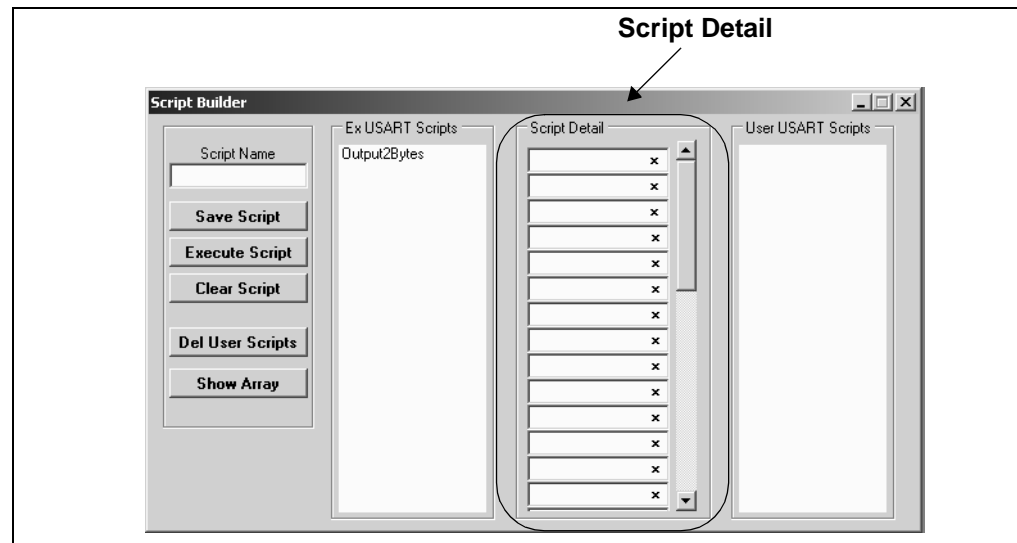 Script Detail
Script Builder
Script Name
Save Script
Execute Script
Clear Script
Del User Scripts
Show Array
Ex USART Scripts
Output2Bytes
Script Detail
x
x
x
x
x
x
x
x
x
x
x
x
x
x
User USART Scripts